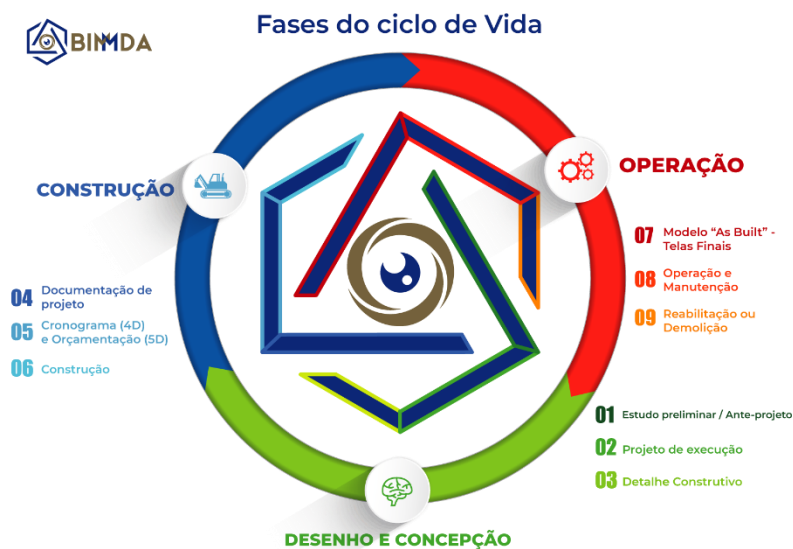 BIMMDA
Fases do ciclo de Vida
CONSTRUÇÃO
04 Documentação de
projeto
05 Cronograma (4D)
e Orçamentação (5D)
06 Construção
OPERAÇÃO
07 Modelo “As Built” -
Telas Finais
08 Operação e
Manutenção
09 Reabilitação ou
Demolição
01 Estudo preliminar / Ante-projeto
02 Projeto de execução
03 Detalhe Construtivo
DESENHO E CONCEPÇÃO